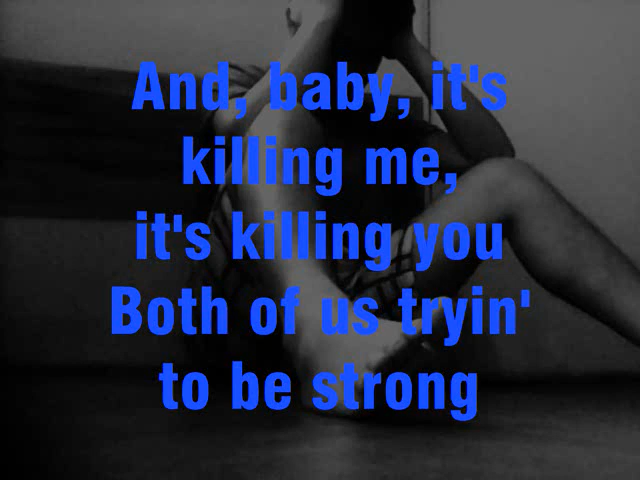 And, baby, it's
killing me,
it's killing you
Both of us tryin'
to be strong